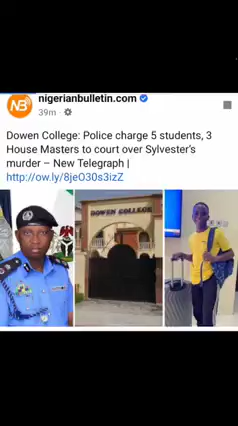 NB
nigerianbulletin.com
39m ·
Dowen College: Police charge 5 students, 3
House Masters to court over Sylvester's
murder – New Telegraph |
http://ow.ly/8jeO30s3izZ
DOWEN COLLEGE